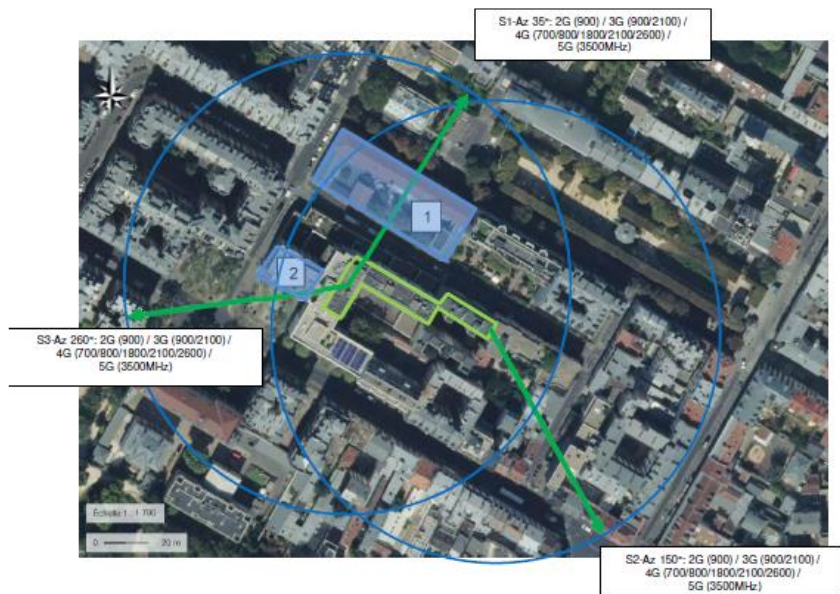 S1-Az 35°: 2G (900) / 3G (900/2100) /
4G (700/800/1800/2100/2600) /
5G (3500MHz)
1
2
S3-Az 260°: 2G (900) / 3G (900/2100) /
4G (700/800/1800/2100/2600) /
5G (3500MHz)
Échelle 1 : 1 700
0 20 m
S2-Az 150°: 2G (900) / 3G (900/2100) /
4G (700/800/1800/2100/2600) /
5G (3500MHz)